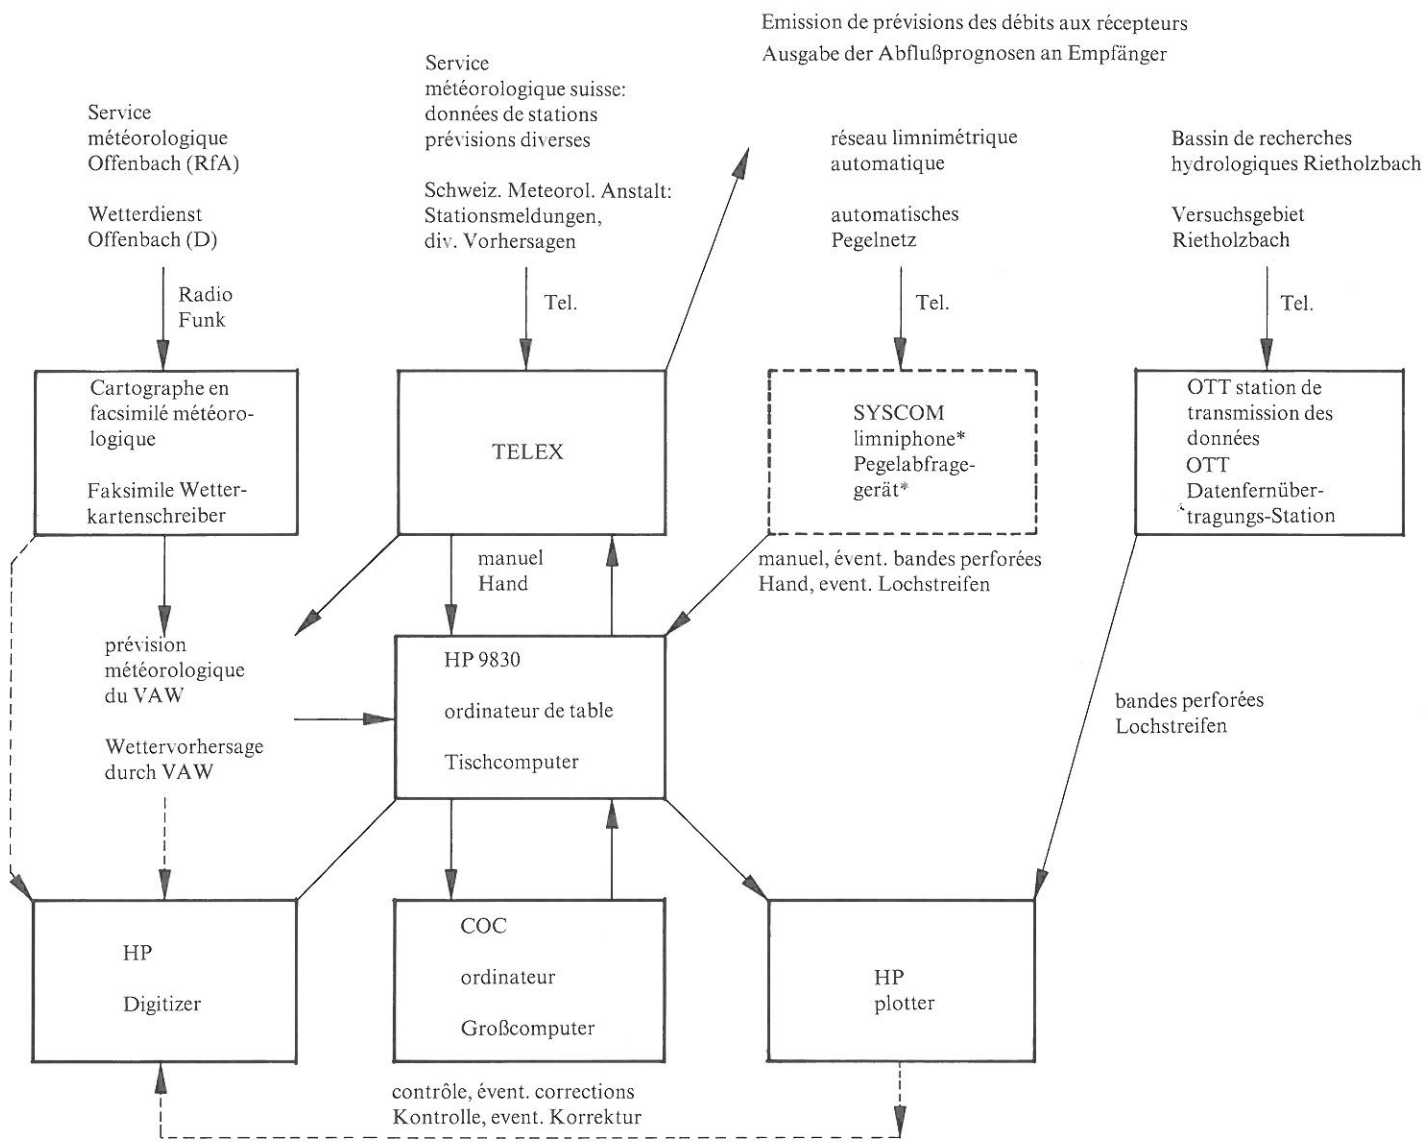 Emission de prévisions des débits aux récepteurs
Ausgabe der Abflußprognosen an Empfänger
Service
météorologique
Offenbach (RfA)
Wetterdienst
Offenbach (D)
Service
météorologique suisse:
données de stations
prévisions diverses
Schweiz. Meteorol. Anstalt:
Stationsmeldungen,
div. Vorhersagen
réseau limnimétrique
automatique
automatisches
Pegelnetz
Bassin de recherches
hydrologiques Rietholzbach
Versuchsgebiet
Rietholzbach
Radio
Funk
Tel.
Tel.
Tel.
Cartographe en
facsimilé météoro-
logique
Faksimile Wetter-
kartenschreiber
TELEX
SYSCOM
limniphone*
Pegelabfrage-
gerät*
OTT station de
transmission des
données
OTT
Datenfernüber-
tragungs-Station
manuel
Hand
manuel, évent. bandes perforées
Hand, event. Lochstreifen
prévision
météorologique
du VAW
Wettervorhersage
durch VAW
HP 9830
ordinateur de table
Tischcomputer
bandes perforées
Lochstreifen
HP
Digitizer
COC
ordinateur
Großcomputer
HP
plotter
contrôle, évent. corrections
Kontrolle, event. Korrektur